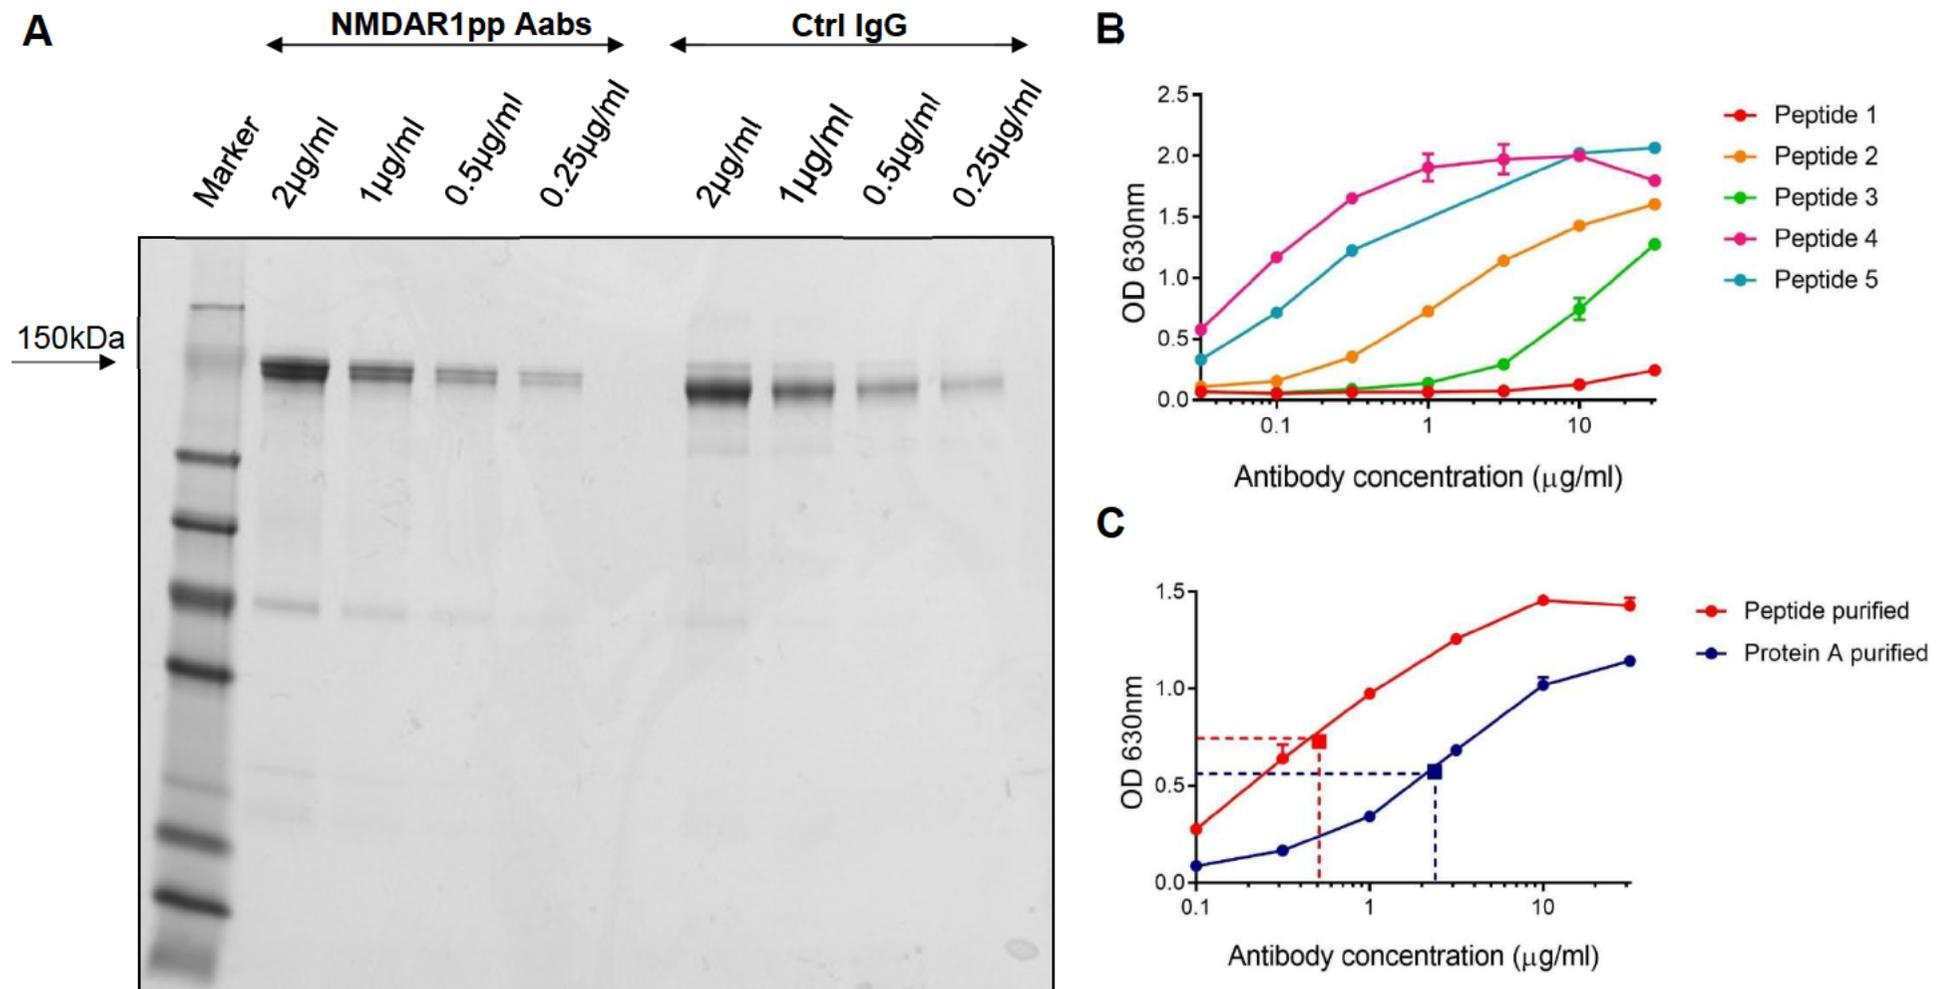 A
NMDAR1pp Aabs
Ctrl IgG
Marker
2μg/ml
1μg/ml
0.5μg/ml
0.25μg/ml
2μg/ml
1μg/ml
0.5μg/ml
0.25μg/ml
150kDa
B
2.5
2.0
1.5
1.0
0.5
0.0
OD 630nm
0.1
1
10
Antibody concentration (μg/ml)
Peptide 1
Peptide 2
Peptide 3
Peptide 4
Peptide 5
C
1.5
1.0
0.5
0.0
OD 630nm
0.1
1
10
Antibody concentration (μg/ml)
Peptide purified
Protein A purified